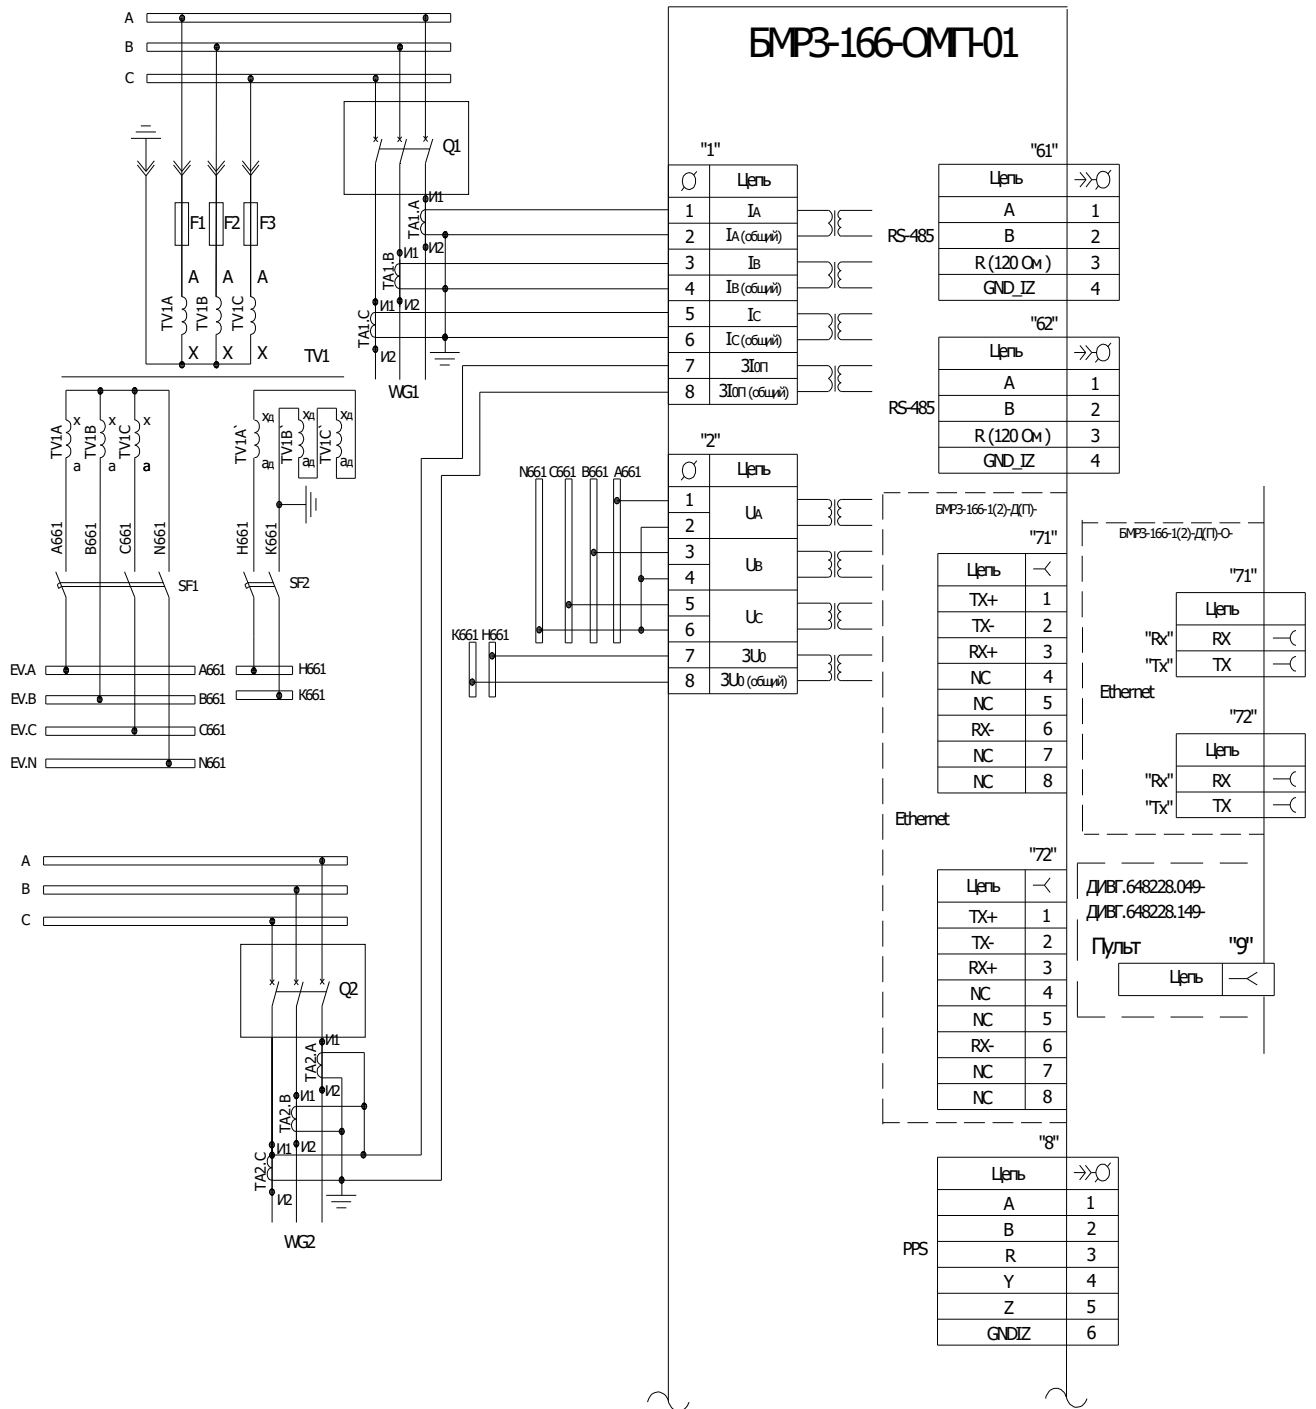 БМРЗ-166-ОМП-01
A
B
C
Q1
F1 F2 F3
A A A
TV1A TV1B TV1C
X X X
TV1
TA1.A И1 И2
TA1.B И1 И2
TA1.C И1 И2
WG1
"1"
Цепь
1 IА
2 IА (общий)
3 IВ
4 IВ (общий)
5 IС
6 IС (общий)
7 3I0П
8 3I0П (общий)
"61"
RS-485
Цепь
A 1
B 2
R (120 Ом) 3
GND_IZ 4
"62"
RS-485
Цепь
A 1
B 2
R (120 Ом) 3
GND_IZ 4
TV1A TV1B TV1C
x x x
a a a
TV1A` TV1B` TV1C`
xд xд xд
aд aд aд
A661 B661 C661 N661
H661 K661
SF1
SF2
EV.A A661
EV.B B661
EV.C C661
EV.N N661
H661
K661
"2"
N661 C661 B661 A661
K661 H661
Цепь
1
2 UА
3
4 UВ
5
6 UС
7 3U0
8 3U0 (общий)
БМРЗ-166-1(2)-Д(П)-
"71"
Цепь
TX+ 1
TX- 2
RX+ 3
NC 4
NC 5
RX- 6
NC 7
NC 8
Ethernet
"72"
Цепь
TX+ 1
TX- 2
RX+ 3
NC 4
NC 5
RX- 6
NC 7
NC 8
БМРЗ-166-1(2)-Д(П)-О-
"71"
Цепь
"Rx" RX
"Tx" TX
Ethernet
"72"
Цепь
"Rx" RX
"Tx" TX
ДИВГ.648228.049-
ДИВГ.648228.149-
Пульт "9"
Цепь
A
B
C
Q2
TA2.A И1 И2
TA2.B И1 И2
TA2.C И1 И2
WG2
"8"
PPS
Цепь
A 1
B 2
R 3
Y 4
Z 5
GNDIZ 6